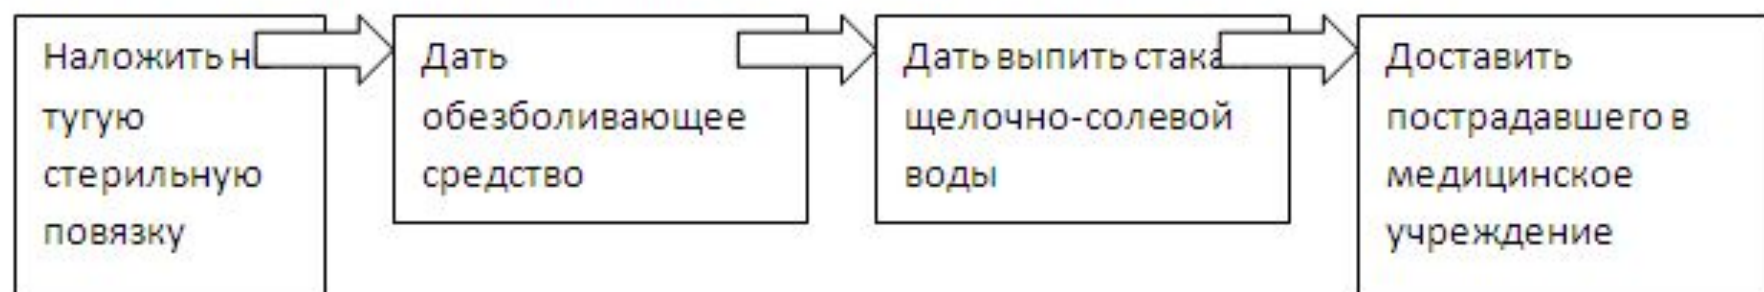 Наложить
тугую
стерильную
повязку
Дать
обезболивающее
средство
Дать выпить
щелочно-солевой
воды
Доставить
пострадавшего в
медицинское
учреждение